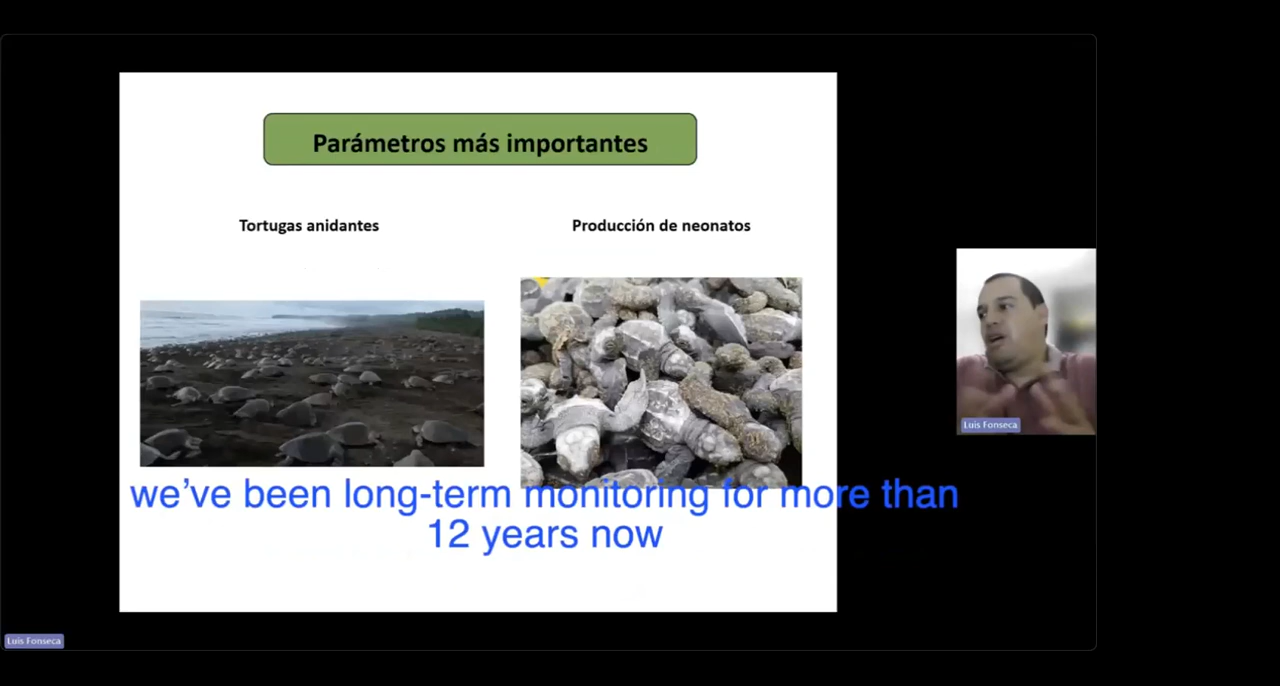 Parámetros más importantes
Tortugas anidantes
Producción de neonatos
we've been long-term monitoring for more than
12 years now
Luis Fonseca
Luis Fonseca